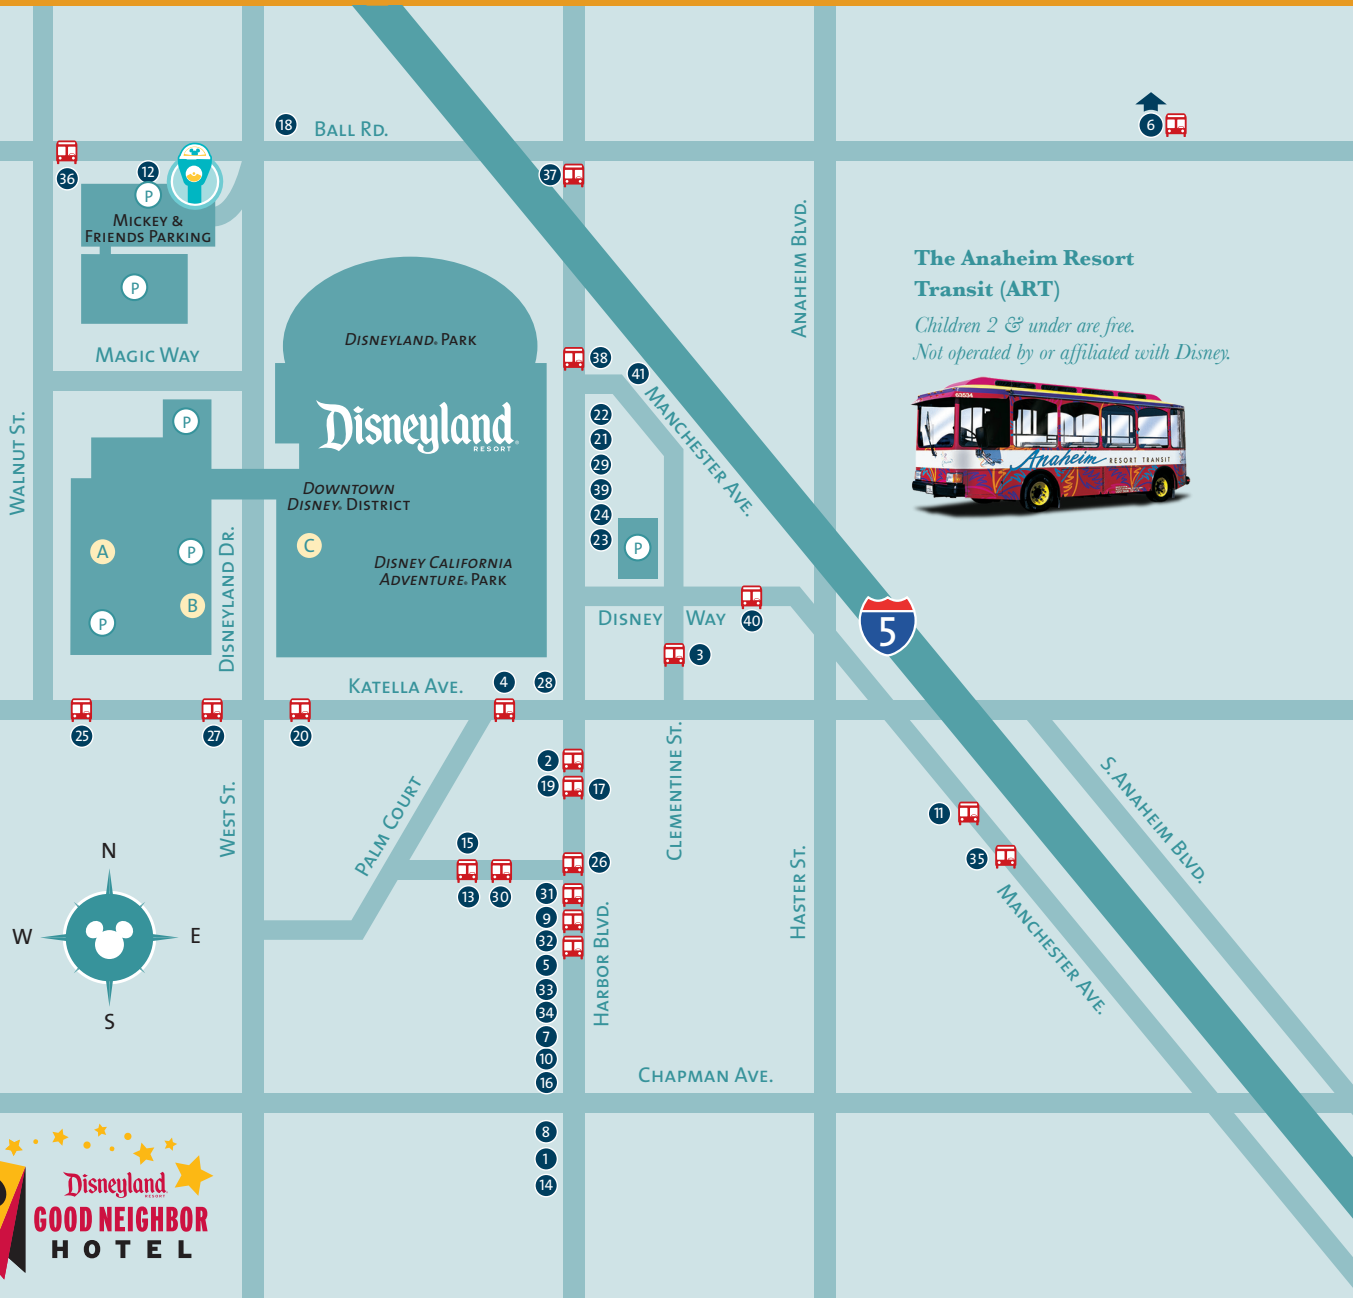 18
BALL RD.
6
36
12
P
37
MICKEY &
FRIENDS PARKING
P
ANAHEIM BLVD.
The Anaheim Resort
Transit (ART)
Children 2 & under are free.
Not operated by or affiliated with Disney.
MAGIC WAY
DISNEYLAND® PARK
38
41
MANCHESTER AVE.
63534
Anaheim RESORT TRANSIT
WALNUT ST.
P
Disneyland®
RESORT
22
21
29
39
24
23
P
DOWNTOWN
DISNEY® DISTRICT
A
P
B
P
C
DISNEY CALIFORNIA
ADVENTURE® PARK
DISNEYLAND DR.
DISNEY WAY
40
5
3
KATELLA AVE.
4
28
25
27
20
2
19
17
CLEMENTINE ST.
S. ANAHEIM BLVD.
WEST ST.
PALM COURT
11
35
15
13
30
26
31
9
32
5
33
34
7
10
16
HARBOR BLVD.
HASTER ST.
MANCHESTER AVE.
N
W
E
S
CHAPMAN AVE.
8
1
14
Disneyland
RESORT
GOOD NEIGHBOR
HOTEL